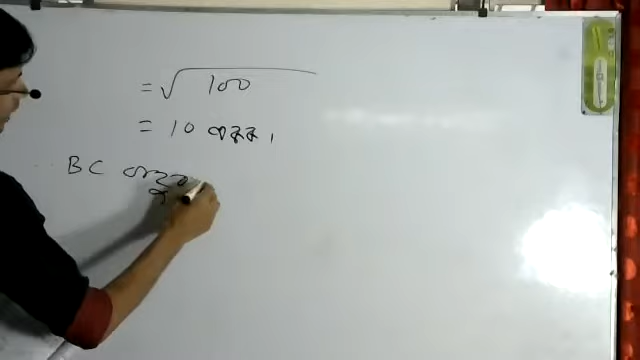 = √100
= 10 একক।
BC